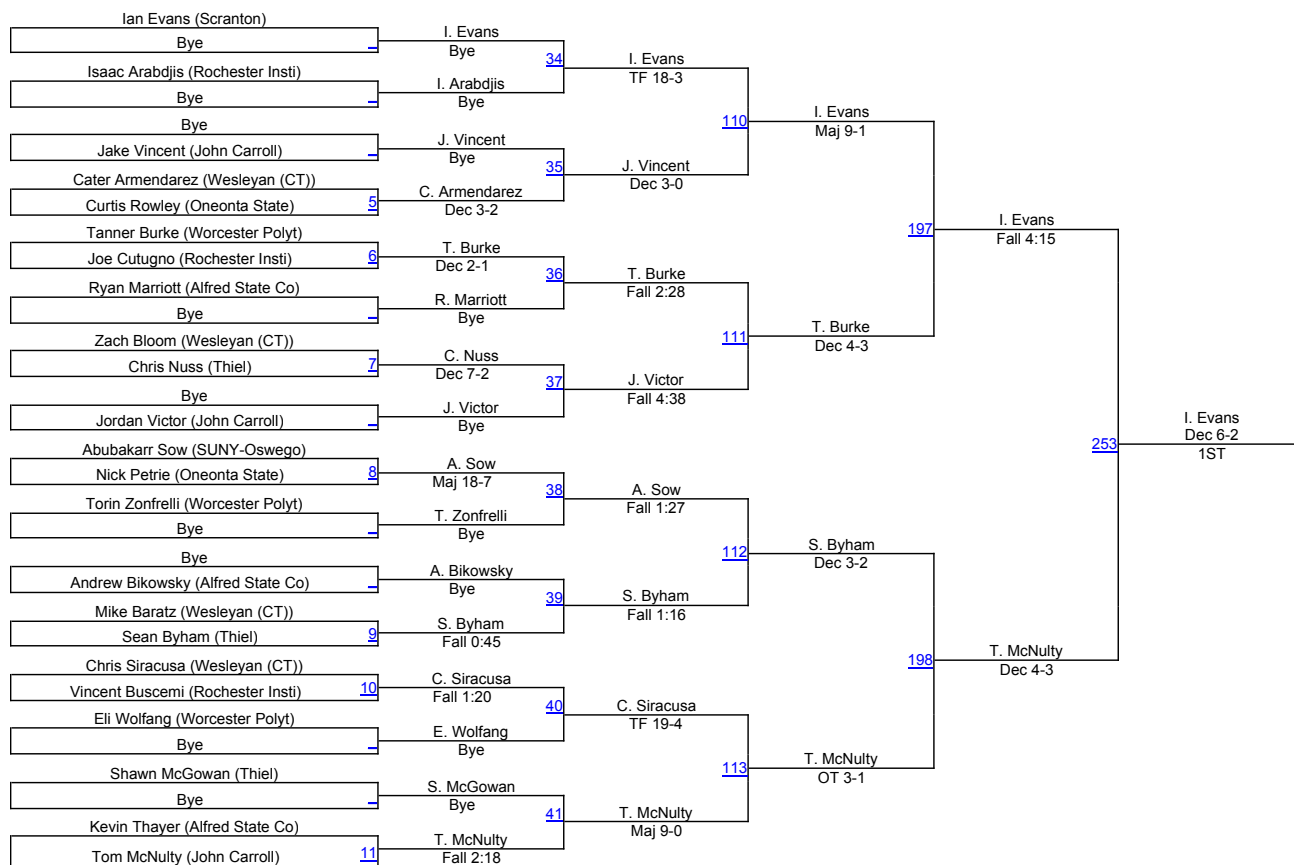 Ian Evans (Scranton)
Bye
Isaac Arabdjis (Rochester Insti)
Bye
Bye
Jake Vincent (John Carroll)
Cater Armendarez (Wesleyan (CT))
Curtis Rowley (Oneonta State) 5
Tanner Burke (Worcester Polyt)
Joe Cutugno (Rochester Insti) 6
Ryan Marriott (Alfred State Co)
Bye
Zach Bloom (Wesleyan (CT))
Chris Nuss (Thiel) 7
Bye
Jordan Victor (John Carroll)
Abubakarr Sow (SUNY-Oswego)
Nick Petrie (Oneonta State) 8
Torin Zonfrelli (Worcester Polyt)
Bye
Bye
Andrew Bikowsky (Alfred State Co)
Mike Baratz (Wesleyan (CT))
Sean Byham (Thiel) 9
Chris Siracusa (Wesleyan (CT))
Vincent Buscemi (Rochester Insti) 10
Eli Wolfang (Worcester Polyt)
Bye
Shawn McGowan (Thiel)
Bye
Kevin Thayer (Alfred State Co)
Tom McNulty (John Carroll) 11
I. Evans
Bye
34
I. Arabdjis
Bye
J. Vincent
Bye
35
C. Armendarez
Dec 3-2
T. Burke
Dec 2-1
36
R. Marriott
Bye
C. Nuss
Dec 7-2
37
J. Victor
Bye
A. Sow
Maj 18-7
38
T. Zonfrelli
Bye
A. Bikowsky
Bye
39
S. Byham
Fall 0:45
C. Siracusa
Fall 1:20
40
E. Wolfang
Bye
S. McGowan
Bye
41
T. McNulty
Fall 2:18
I. Evans
TF 18-3
110
J. Vincent
Dec 3-0
T. Burke
Fall 2:28
111
J. Victor
Fall 4:38
A. Sow
Fall 1:27
112
S. Byham
Fall 1:16
C. Siracusa
TF 19-4
113
T. McNulty
Maj 9-0
I. Evans
Maj 9-1
197
T. Burke
Dec 4-3
S. Byham
Dec 3-2
198
T. McNulty
OT 3-1
I. Evans
Fall 4:15
253
T. McNulty
Dec 4-3
I. Evans
Dec 6-2
1ST